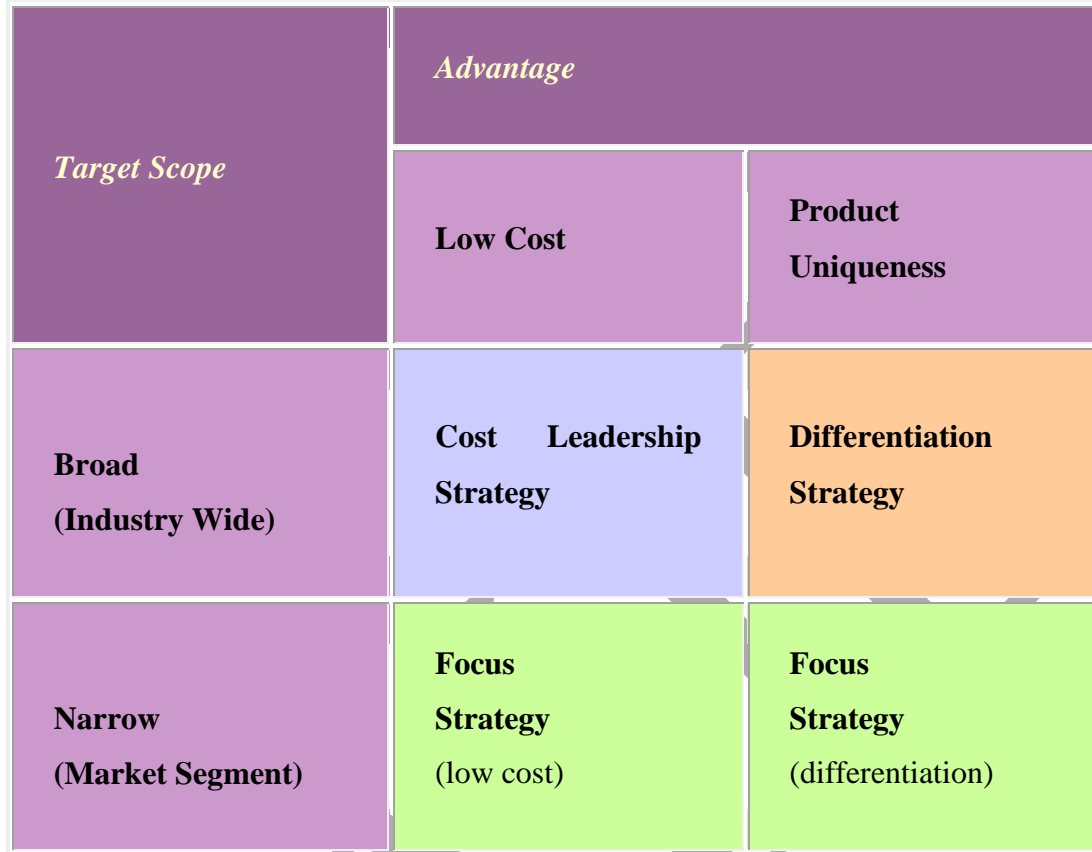 Advantage
Target Scope
Low Cost
Product
Uniqueness
Broad
(Industry Wide)
Cost Leadership
Strategy
Differentiation
Strategy
Narrow
(Market Segment)
Focus
Strategy
(low cost)
Focus
Strategy
(differentiation)